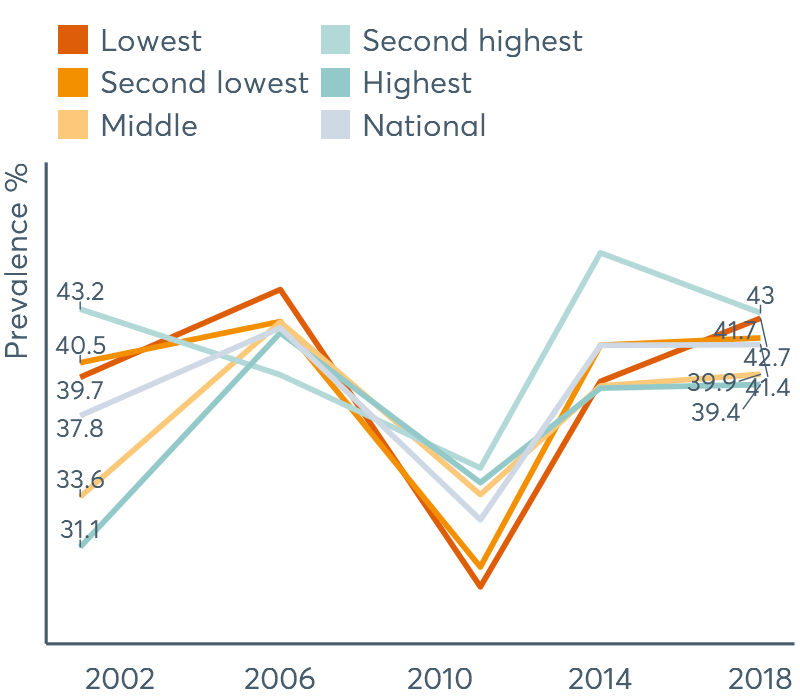 Lowest
Second lowest
Middle
Second highest
Highest
National
Prevalence %
43.2
40.5
39.7
37.8
33.6
31.1
43
41.7
42.7
39.9
41.4
39.4
2002 2006 2010 2014 2018